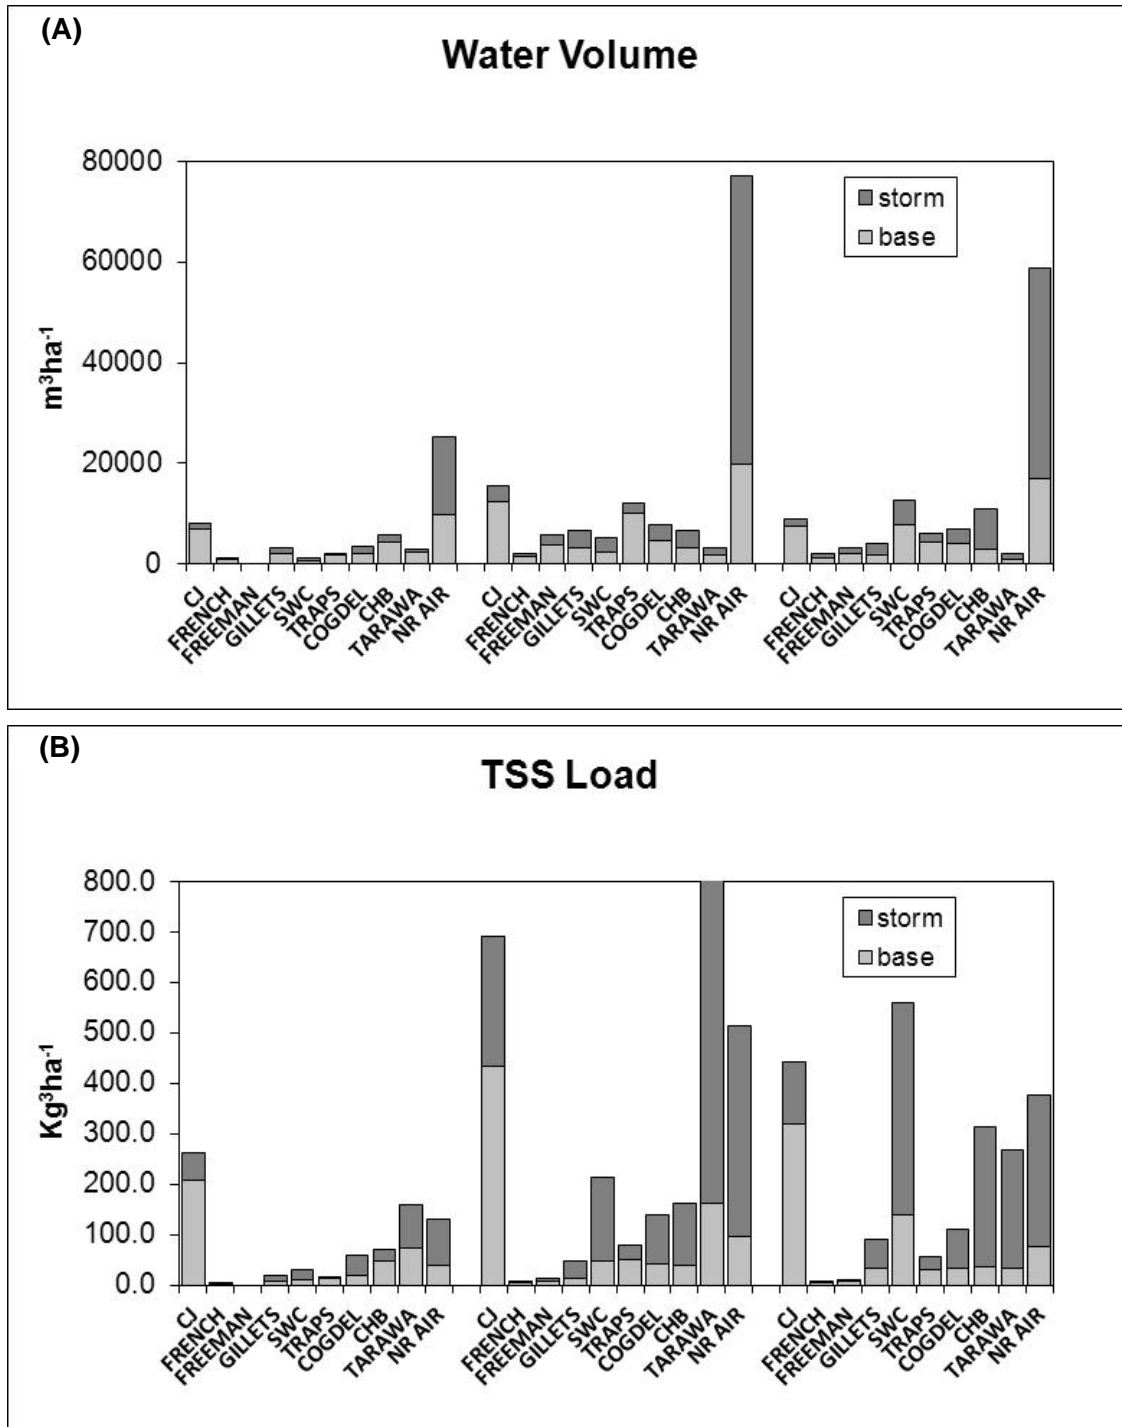 (A)
Water Volume
80000
60000
40000
20000
0
m³ha⁻¹
storm
base
CJ
FRENCH
FREEMAN
GILLETS
SWC
TRAPS
COGDEL
CHB
TARAWA
NR AIR
CJ
FRENCH
FREEMAN
GILLETS
SWC
TRAPS
COGDEL
CHB
TARAWA
NR AIR
CJ
FRENCH
FREEMAN
GILLETS
SWC
TRAPS
COGDEL
CHB
TARAWA
NR AIR
(B)
TSS Load
800.0
700.0
600.0
500.0
400.0
300.0
200.0
100.0
0.0
Kg³ha⁻¹
storm
base
CJ
FRENCH
FREEMAN
GILLETS
SWC
TRAPS
COGDEL
CHB
TARAWA
NR AIR
CJ
FRENCH
FREEMAN
GILLETS
SWC
TRAPS
COGDEL
CHB
TARAWA
NR AIR
CJ
FRENCH
FREEMAN
GILLETS
SWC
TRAPS
COGDEL
CHB
TARAWA
NR AIR